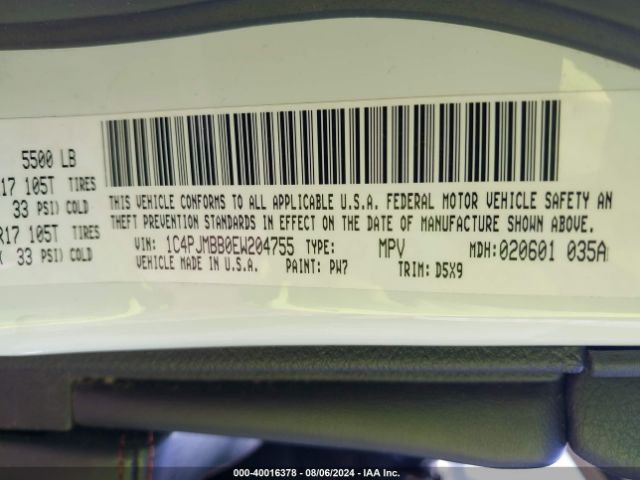 5500 LB
17 105T TIRES
33 PSI) COLD
R17 105T TIRES
33 PSI) COLD
THIS VEHICLE CONFORMS TO ALL APPLICABLE U.S.A. FEDERAL MOTOR VEHICLE SAFETY AN
THEFT PREVENTION STANDARDS IN EFFECT ON THE DATE OF MANUFACTURE SHOWN ABOVE.
VIN: 1C4PJMBB0EW204755 TYPE: MPV MDH: 020601 035A
VEHICLE MADE IN U.S.A. PAINT: PW7 TRIM: D5X9
000-40016378 - 08/06/2024 - IAA Inc.